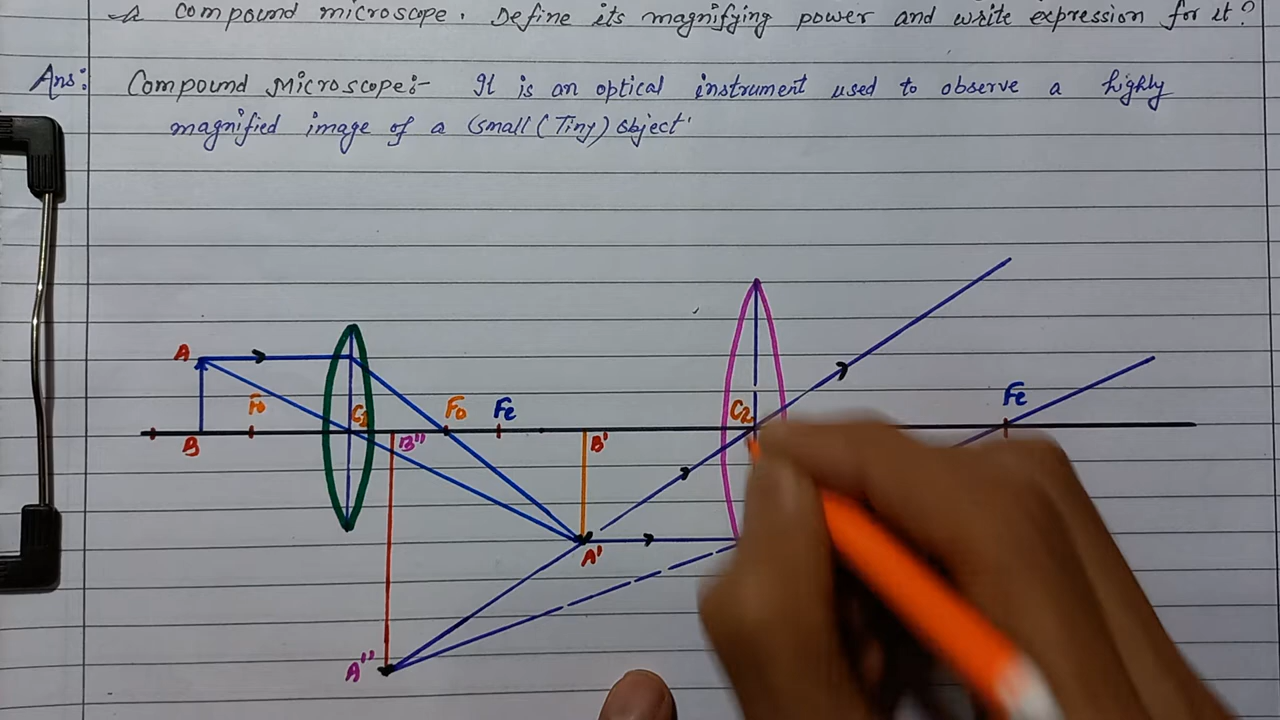 a compound microscope. Define its magnifying power and write expression for it?
Ans: Compound Microscope:- It is an optical instrument used to observe a highly
magnified image of a small (Tiny) object'
A
Fo
C1
Fo
Fe
C2
Fe
B
B''
B'
A'
A''